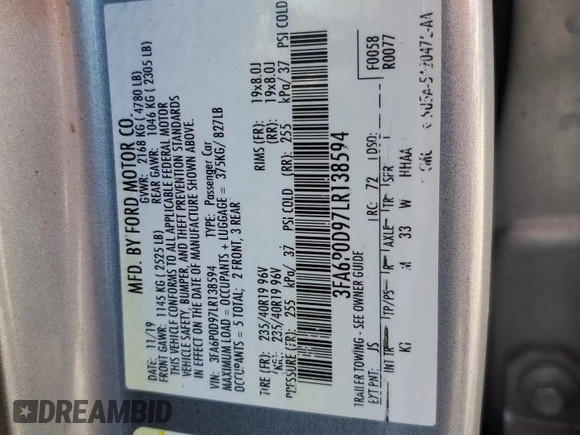 MFD. BY FORD MOTOR CO.
DATE: 11/19 GVWR: 2168 KG ( 4780 LB)
FRONT GAWR: 1145 KG ( 2525 LB) REAR GAWR: 1046 KG ( 2305 LB)
THIS VEHICLE CONFORMS TO ALL APPLICABLE FEDERAL MOTOR
VEHICLE SAFETY, BUMPER, AND THEFT PREVENTION STANDARDS
IN EFFECT ON THE DATE OF MANUFACTURE SHOWN ABOVE.
VIN: 3FA6P0D97LR138594 TYPE: Passenger Car
MAXIMUM LOAD = OCCUPANTS + LUGGAGE = 375KG/ 827LB
OCCUPANTS = 5 TOTAL; 2 FRONT, 3 REAR
TIRE (FR): 235/40R19 96V RIMS (FR): 19x8.0J
235/40R19 96V (RR): 19x8.0J
PRESSURE (FR): 255 kPa/ 37 PSI COLD (RR): 255 kPa/ 37 PSI COLD
3FA6P0D97LR138594
F0058
R0077
TRAILER TOWING - SEE OWNER GUIDE
EXT PNT: JS RC: 72 DSO:
INT TR TP/PS R AXLE TR SFR
W HHAA
DREAMBID